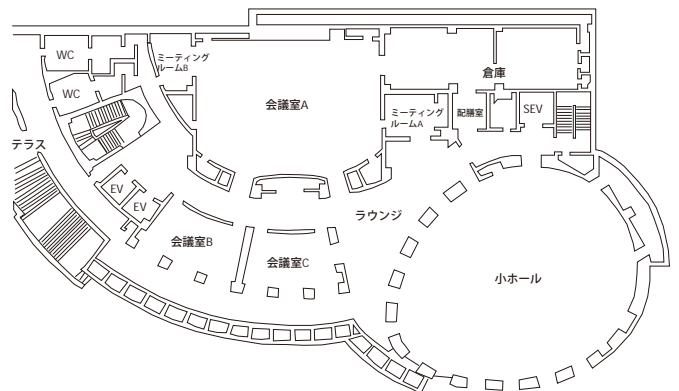 WC
ミーティング
ルームB
WC
会議室A
倉庫
ミーティング
ルームA
配膳室
SEV
テラス
EV
EV
ラウンジ
会議室B
会議室C
小ホール